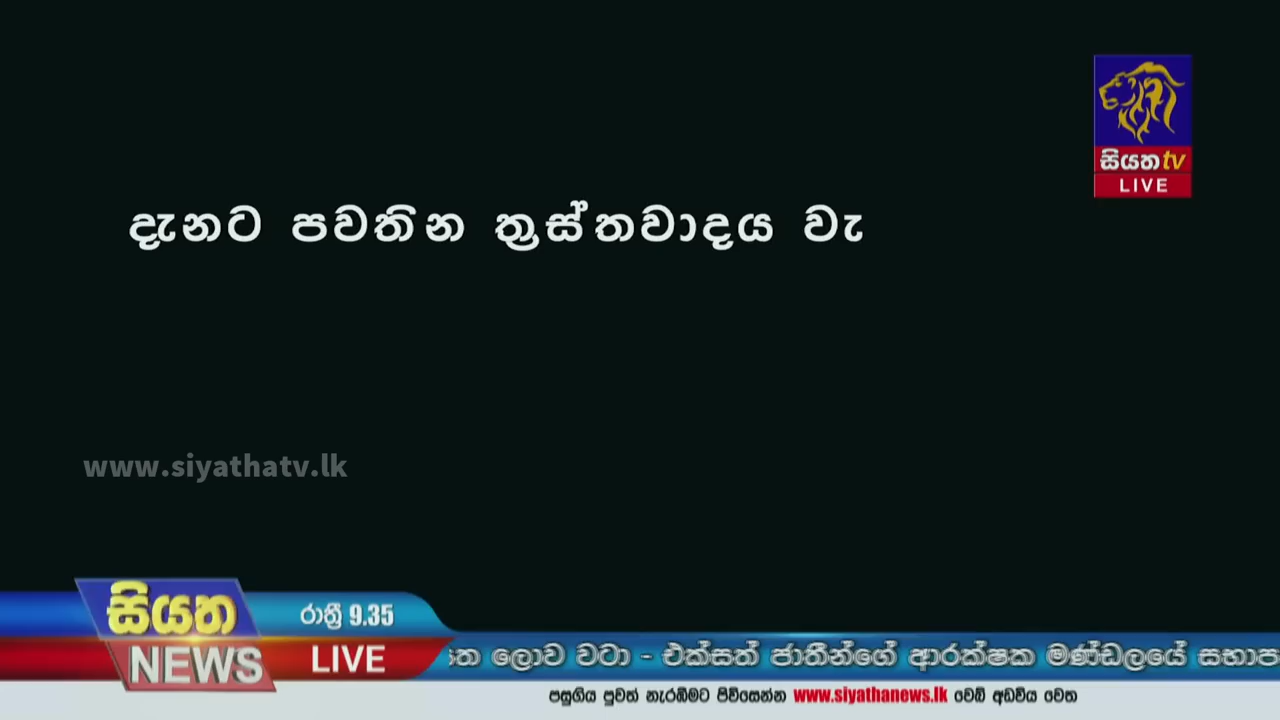 සියත tv
LIVE
දැනට පවතින ත්‍රස්තවාදය වැ
www.siyathatv.lk
සියත
NEWS
රාත්‍රී 9.35
LIVE
ලොව වටා - එක්සත් ජාතීන්ගේ ආරක්ෂක මණ්ඩලයේ සභාප
පසුගිය පුවත් නැරඹීමට පිවිසෙන්න www.siyathanews.lk වෙබ් අඩවිය වෙත